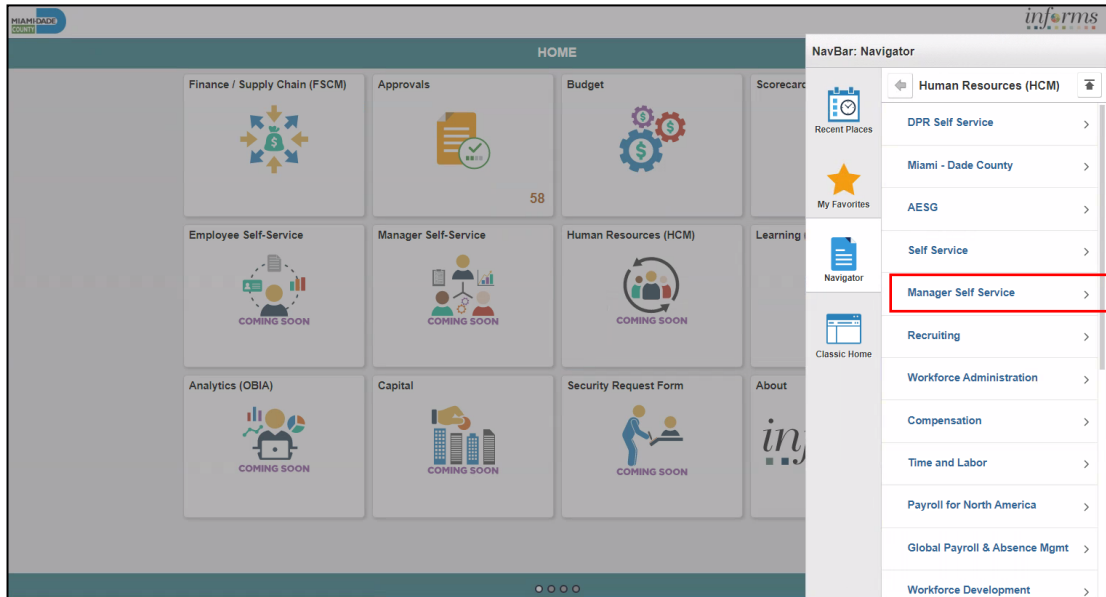 MIAMI-DADE
COUNTY
informs
HOME
NavBar: Navigator
Finance / Supply Chain (FSCM)
Approvals
58
Budget
Scorecard
Employee Self-Service
COMING SOON
Manager Self-Service
COMING SOON
Human Resources (HCM)
COMING SOON
Learning
Analytics (OBIA)
COMING SOON
Capital
COMING SOON
Security Request Form
COMING SOON
About
inf
Recent Places
My Favorites
Navigator
Classic Home
Human Resources (HCM)
DPR Self Service
Miami - Dade County
AESG
Self Service
Manager Self Service
Recruiting
Workforce Administration
Compensation
Time and Labor
Payroll for North America
Global Payroll & Absence Mgmt
Workforce Development